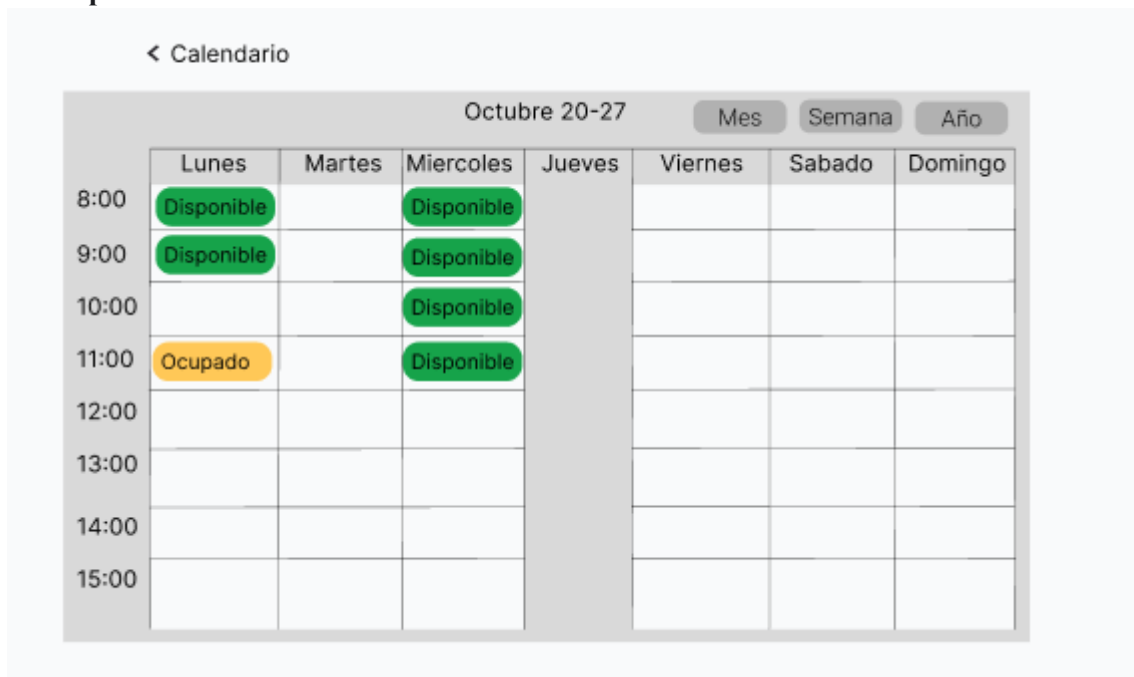 Calendario
Octubre 20-27 Mes Semana Año
Lunes Martes Miercoles Jueves Viernes Sabado Domingo
8:00 Disponible Disponible
9:00 Disponible Disponible
10:00 Disponible
11:00 Ocupado Disponible
12:00
13:00
14:00
15:00